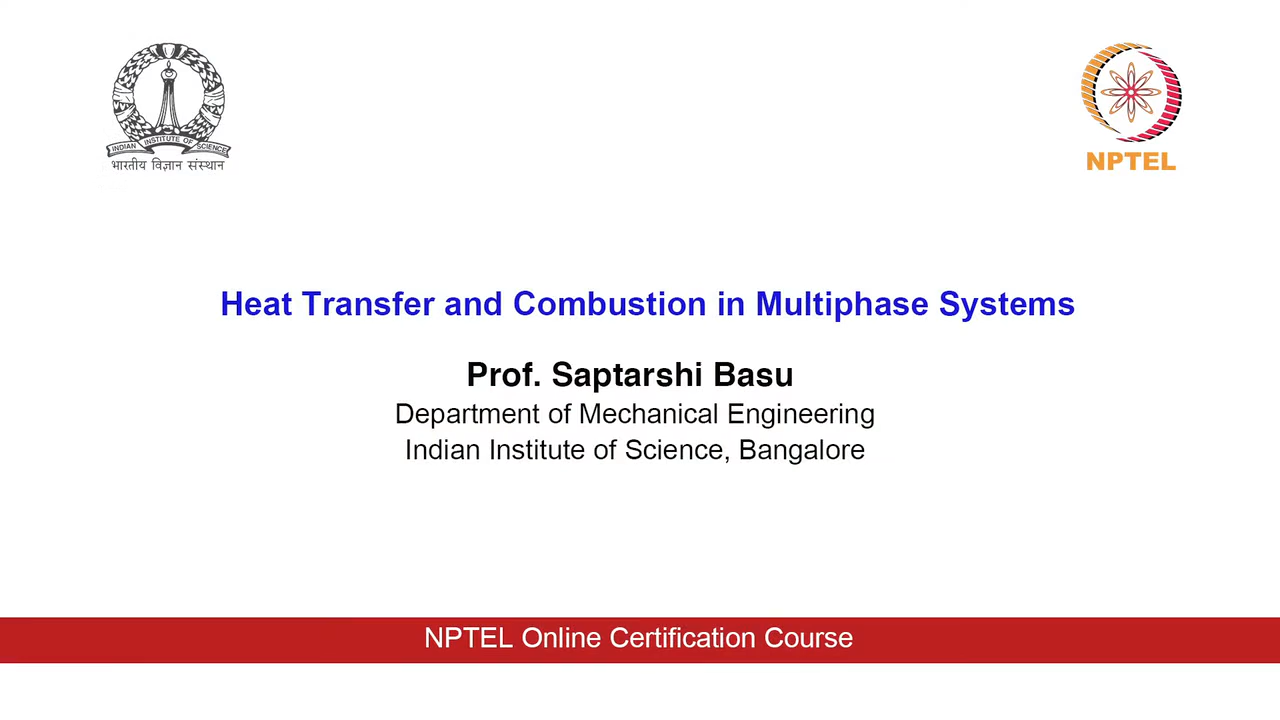 INDIAN INSTITUTE OF SCIENCE
भारतीय विज्ञान संस्थान
NPTEL
Heat Transfer and Combustion in Multiphase Systems
Prof. Saptarshi Basu
Department of Mechanical Engineering
Indian Institute of Science, Bangalore
NPTEL Online Certification Course